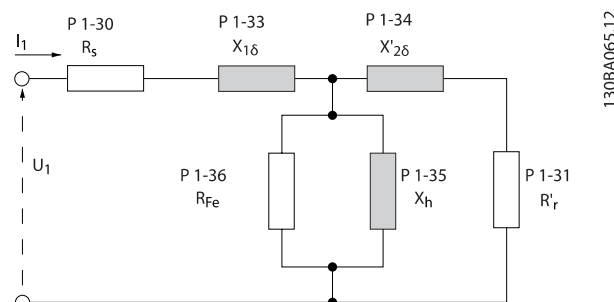 P 1-30
Rs
P 1-33
X1δ
P 1-34
X'2δ
I1
U1
P 1-36
RFe
P 1-35
Xh
P 1-31
R'r
130BA065.12